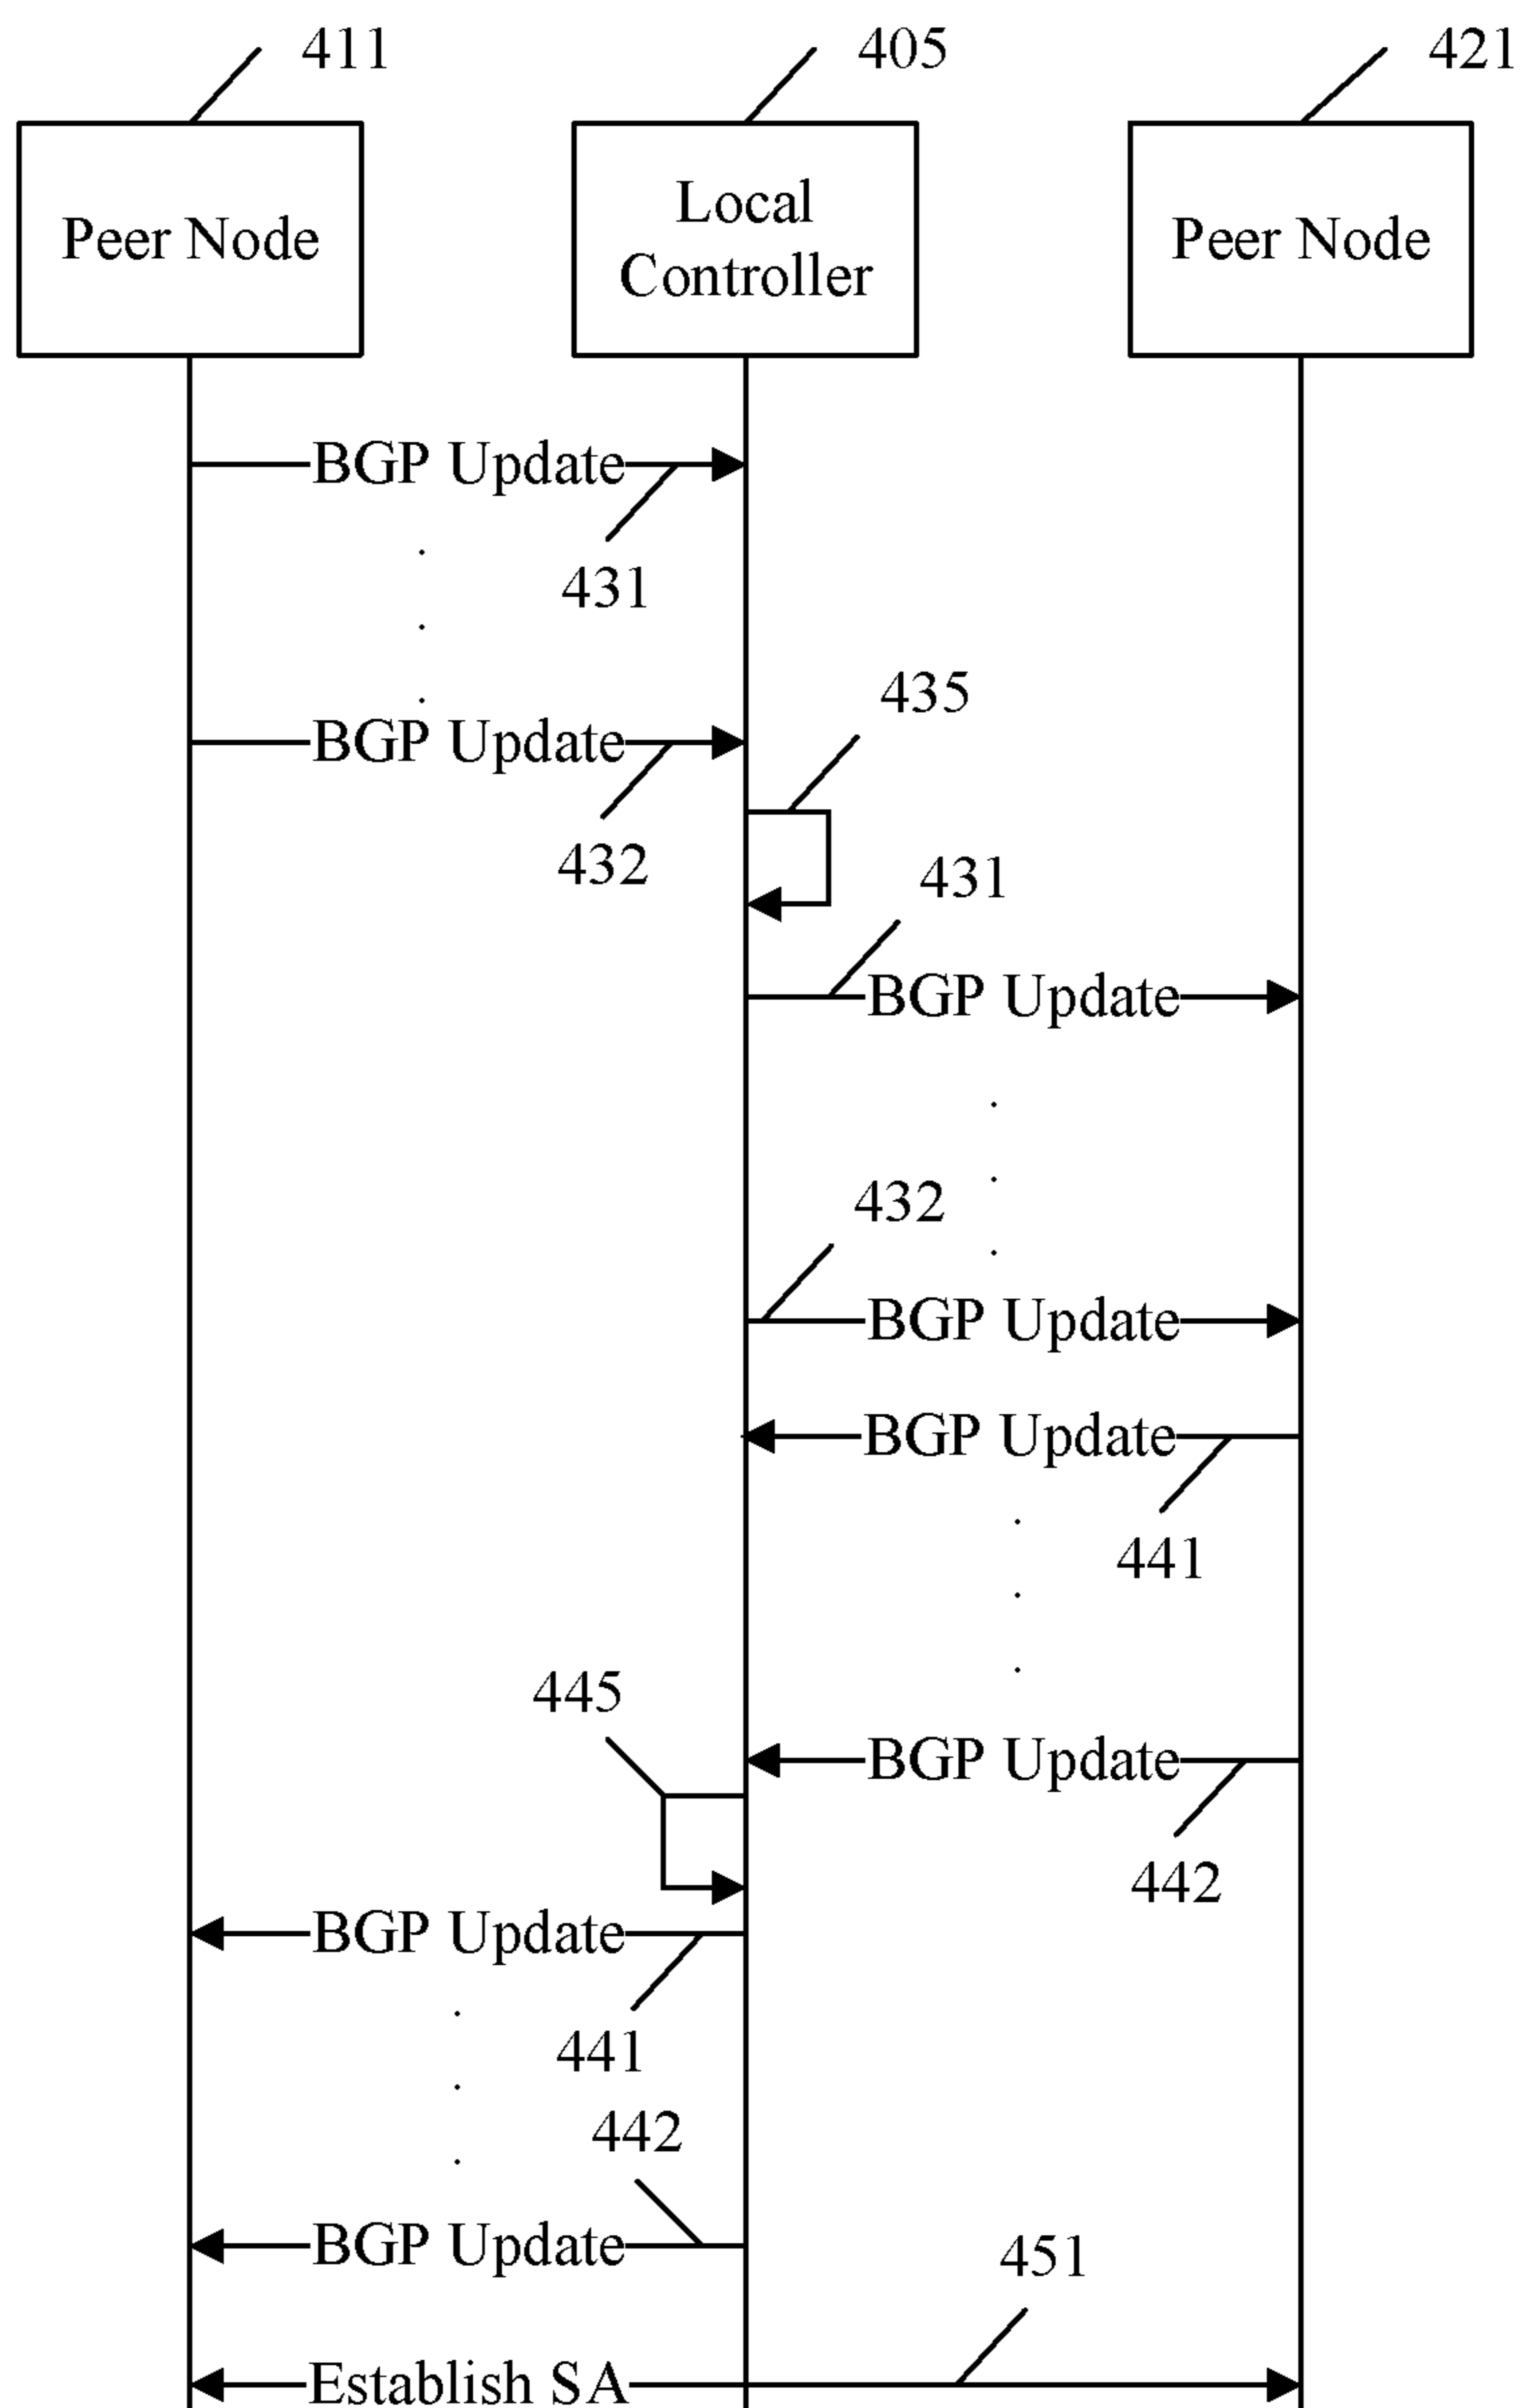 411
405
421
Peer Node
Local
Controller
Peer Node
BGP Update
431
BGP Update
432
435
431
BGP Update
432
BGP Update
BGP Update
441
BGP Update
442
445
BGP Update
441
442
BGP Update
451
Establish SA